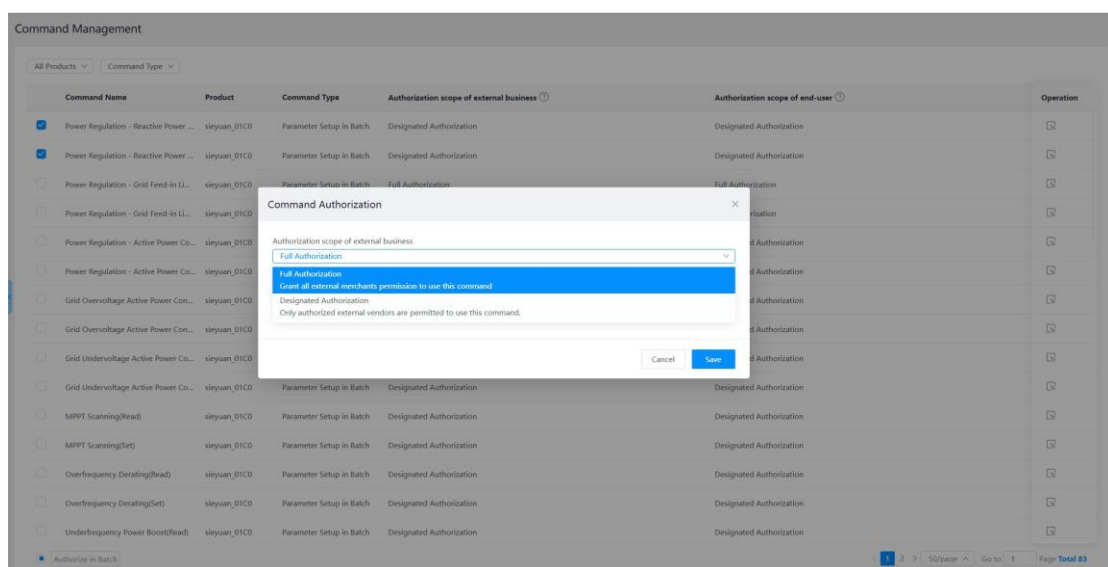 Command Management
All Products Command Type
Command Name Product Command Type Authorization scope of external business Authorization scope of end-user Operation
Power Regulation - Reactive Power ... sieyuan_01C0 Parameter Setup in Batch Designated Authorization Designated Authorization
Power Regulation - Reactive Power ... sieyuan_01C0 Parameter Setup in Batch Designated Authorization Designated Authorization
Power Regulation - Grid Feed-in Li... sieyuan_01C0 Parameter Setup in Batch Full Authorization Full Authorization
Power Regulation - Grid Feed-in Li... sieyuan_01C0 rization
Power Regulation - Active Power Co... sieyuan_01C0 d Authorization
Power Regulation - Active Power Co... sieyuan_01C0 d Authorization
Grid Overvoltage Active Power Con... sieyuan_01C0 d Authorization
Grid Overvoltage Active Power Con... sieyuan_01C0 d Authorization
Grid Undervoltage Active Power Co... sieyuan_01C0 d Authorization
Grid Undervoltage Active Power Co... sieyuan_01C0 Parameter Setup in Batch Designated Authorization Designated Authorization
MPPT Scanning(Read) sieyuan_01C0 Parameter Setup in Batch Designated Authorization Designated Authorization
MPPT Scanning(Set) sieyuan_01C0 Parameter Setup in Batch Designated Authorization Designated Authorization
Overfrequency Derating(Read) sieyuan_01C0 Parameter Setup in Batch Designated Authorization Designated Authorization
Overfrequency Derating(Set) sieyuan_01C0 Parameter Setup in Batch Designated Authorization Designated Authorization
Underfrequency Power Boost(Read) sieyuan_01C0 Parameter Setup in Batch Designated Authorization Designated Authorization
Authorize in Batch 1 2 50/page Go to 1 Page Total 83
Command Authorization
Authorization scope of external business
Full Authorization
Full Authorization
Grant all external merchants permission to use this command
Designated Authorization
Only authorized external vendors are permitted to use this command.
Cancel Save